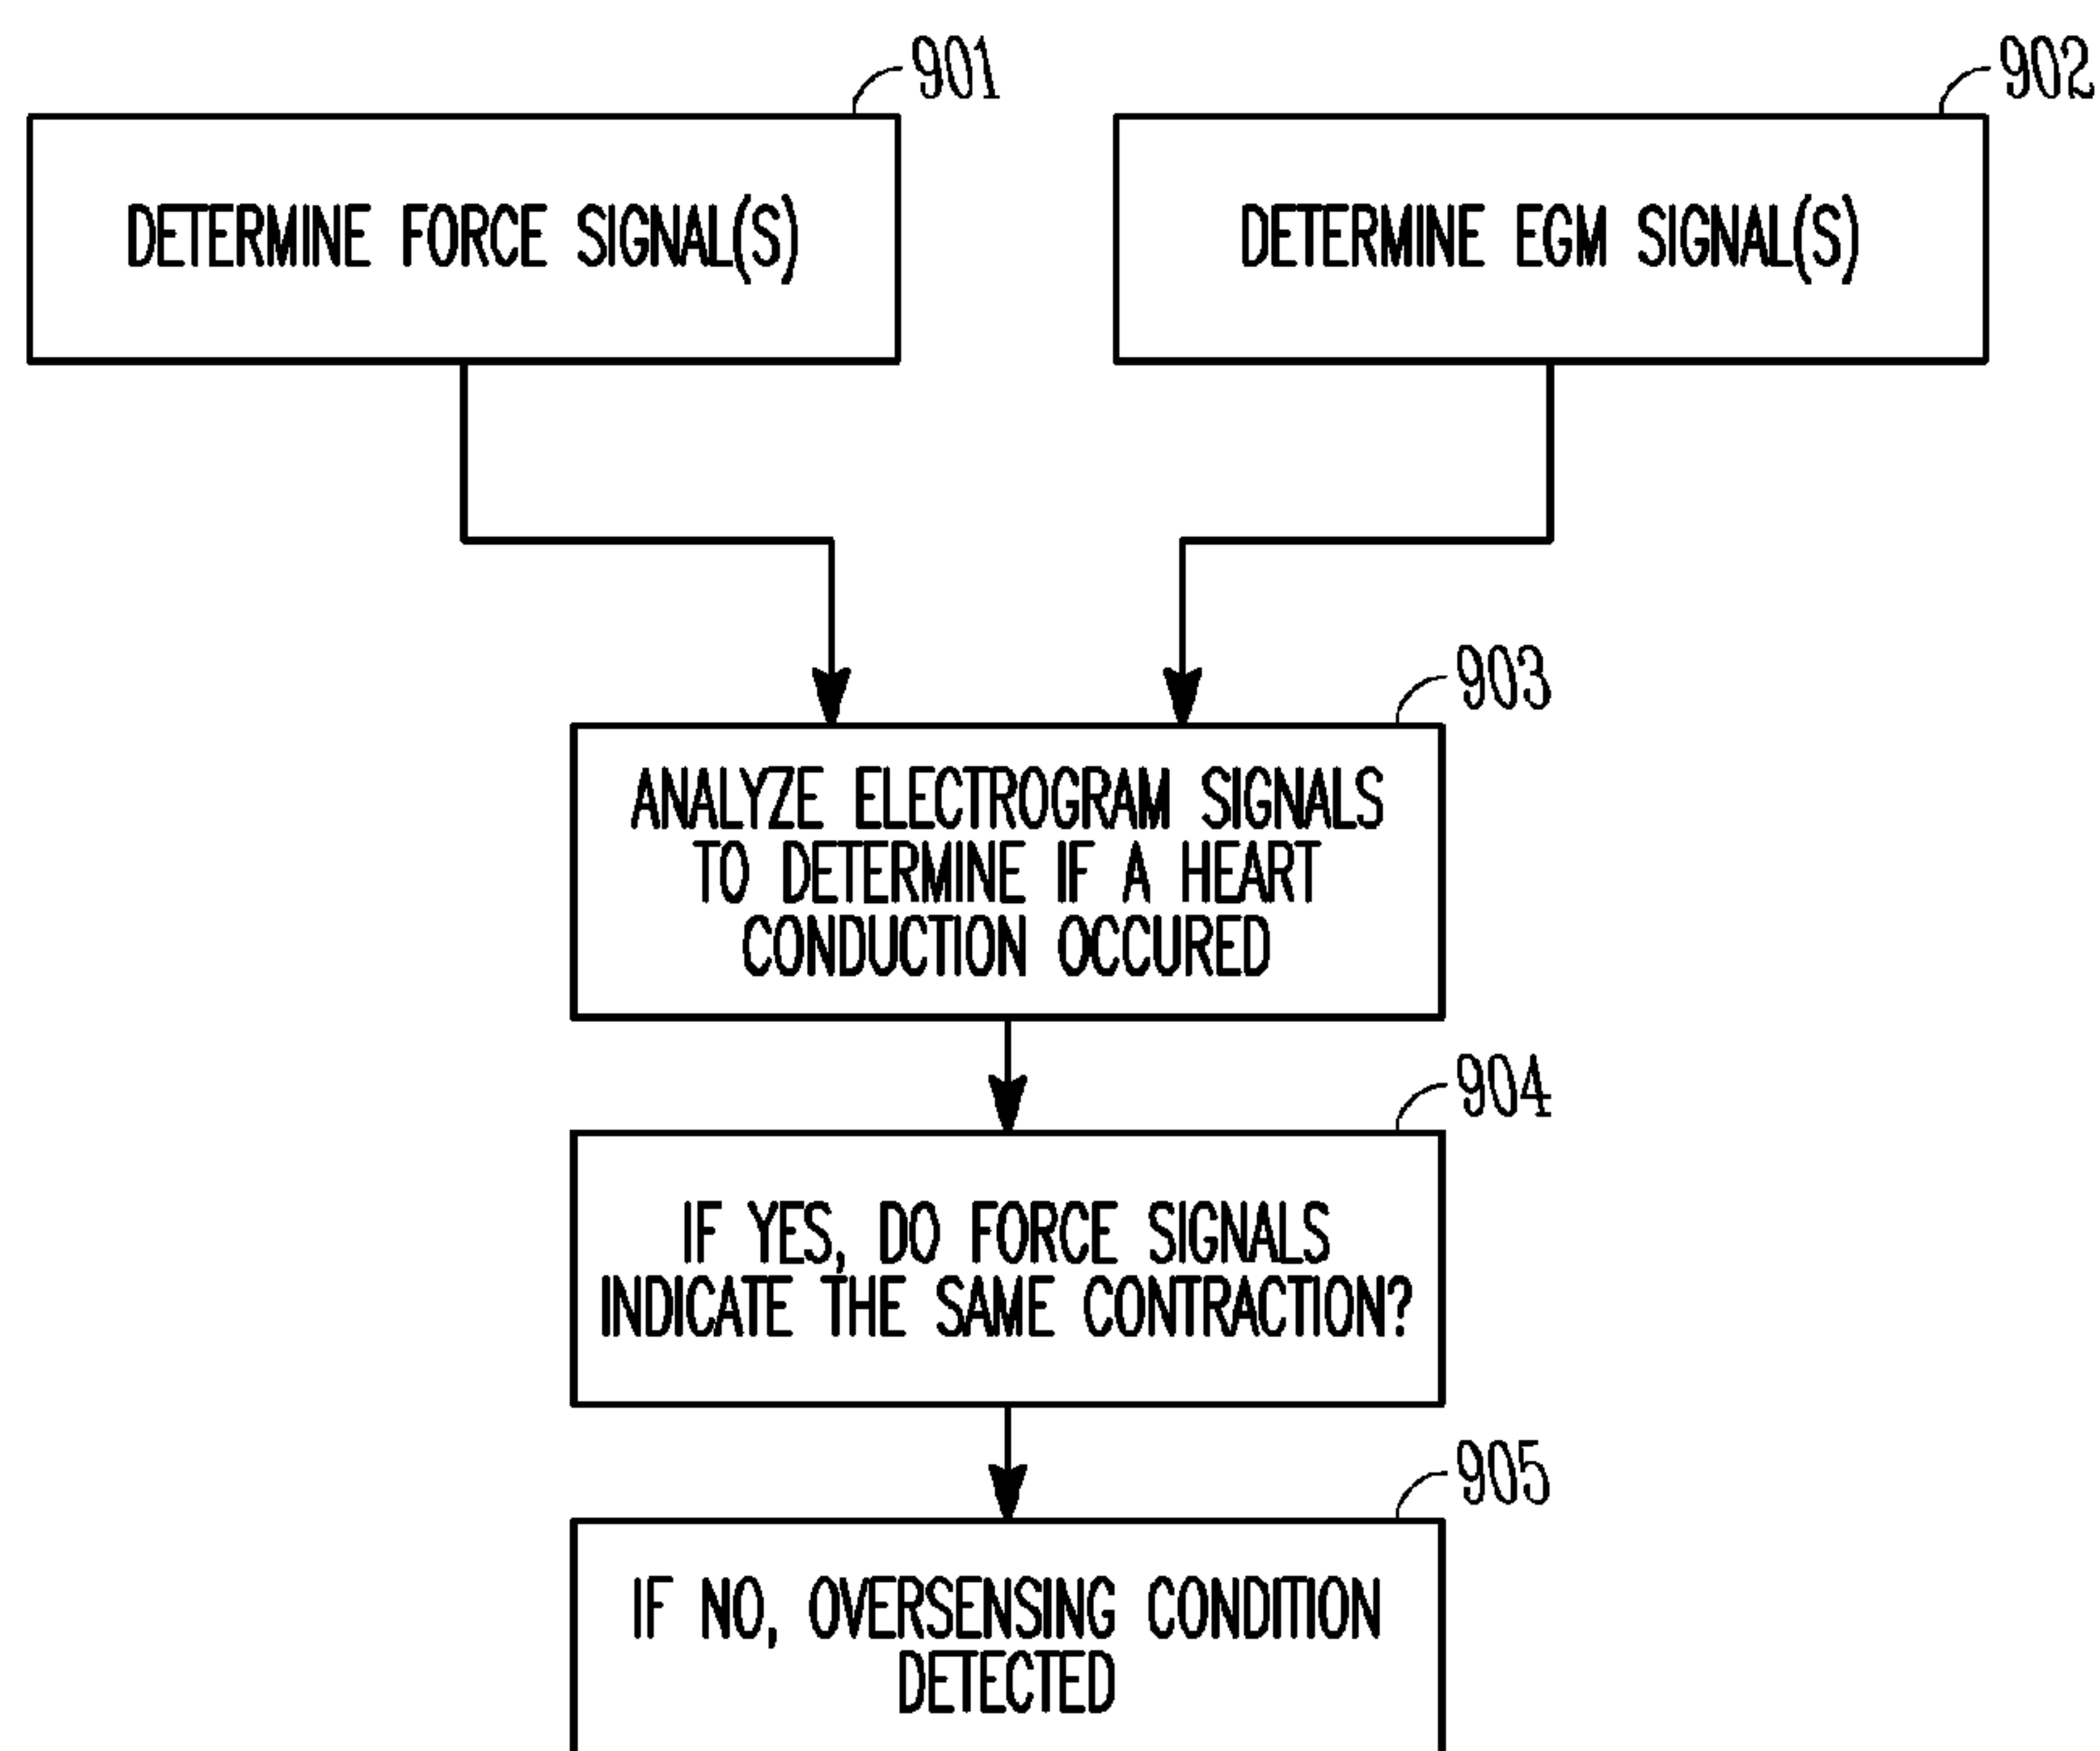 901
DETERMINE FORCE SIGNAL(S)
902
DETERMINE EGM SIGNAL(S)
903
ANALYZE ELECTROGRAM SIGNALS
TO DETERMINE IF A HEART
CONDUCTION OCCURED
904
IF YES, DO FORCE SIGNALS
INDICATE THE SAME CONTRACTION?
905
IF NO, OVERSENSING CONDITION
DETECTED